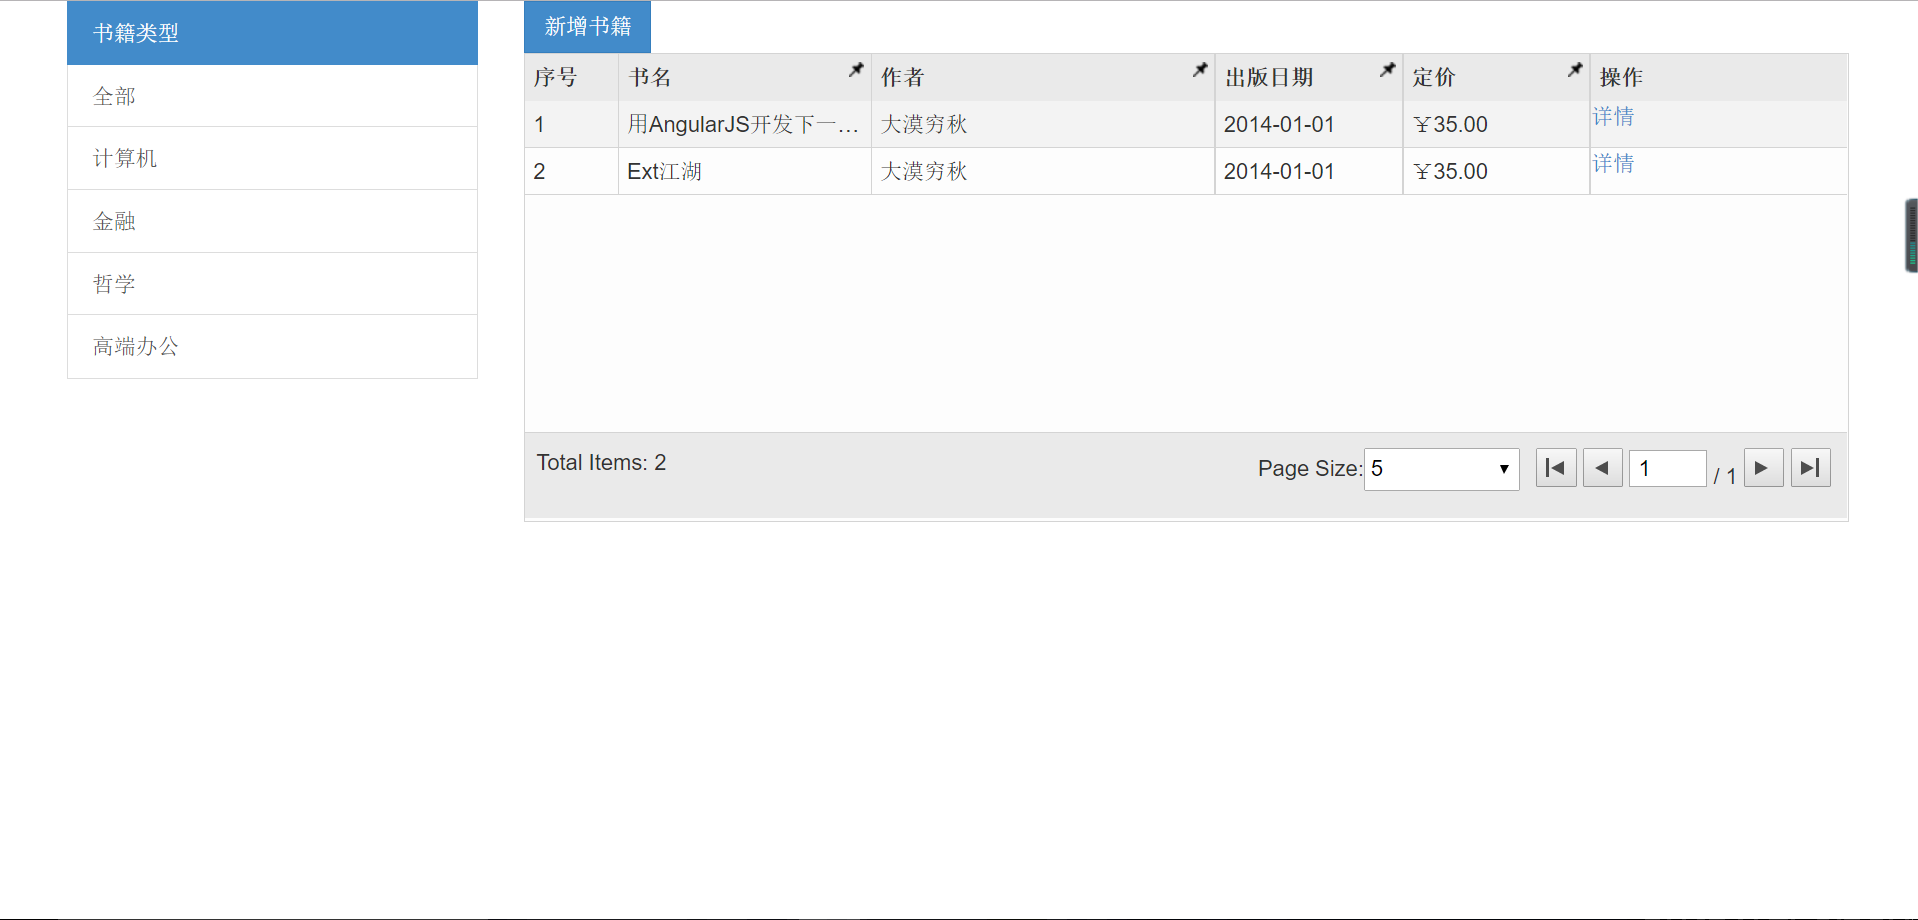 书籍类型
全部
计算机
金融
哲学
高端办公
新增书籍
序号 书名 作者 出版日期 定价 操作
1 用AngularJS开发下一… 大漠穷秋 2014-01-01 ￥35.00 详情
2 Ext江湖 大漠穷秋 2014-01-01 ￥35.00 详情
Total Items: 2 Page Size: 5 1 / 1